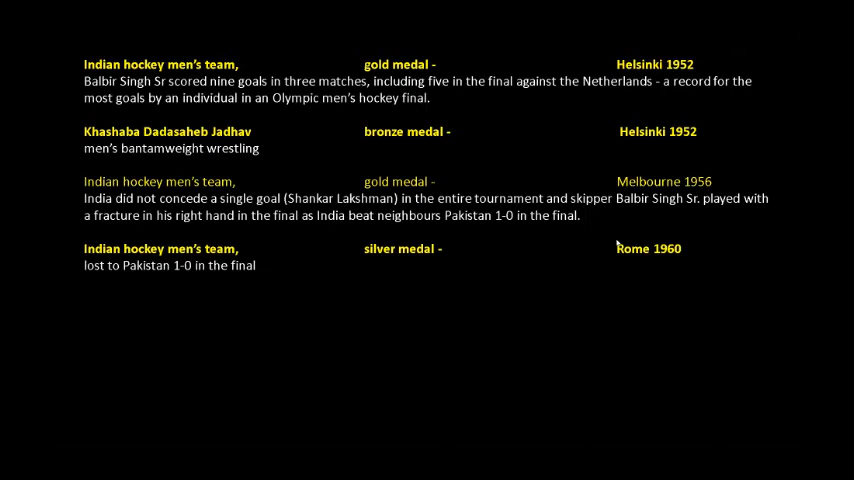 Indian hockey men's team, gold medal - Helsinki 1952
Balbir Singh Sr scored nine goals in three matches, including five in the final against the Netherlands - a record for the
most goals by an individual in an Olympic men's hockey final.
Khashaba Dadasaheb Jadhav bronze medal - Helsinki 1952
men's bantamweight wrestling
Indian hockey men's team, gold medal - Melbourne 1956
India did not concede a single goal (Shankar Lakshman) in the entire tournament and skipper Balbir Singh Sr. played with
a fracture in his right hand in the final as India beat neighbours Pakistan 1-0 in the final.
Indian hockey men's team, silver medal - Rome 1960
lost to Pakistan 1-0 in the final